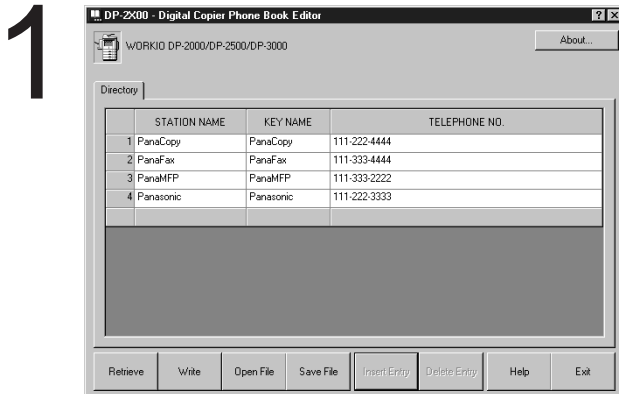 1
DP-2X00 - Digital Copier Phone Book Editor
WORKIO DP-2000/DP-2500/DP-3000
About...
Directory
STATION NAME KEY NAME TELEPHONE NO.
1 PanaCopy PanaCopy 111-222-4444
2 PanaFax PanaFax 111-333-4444
3 PanaMFP PanaMFP 111-333-2222
4 Panasonic Panasonic 111-222-3333
Retrieve Write Open File Save File Insert Entry Delete Entry Help Exit